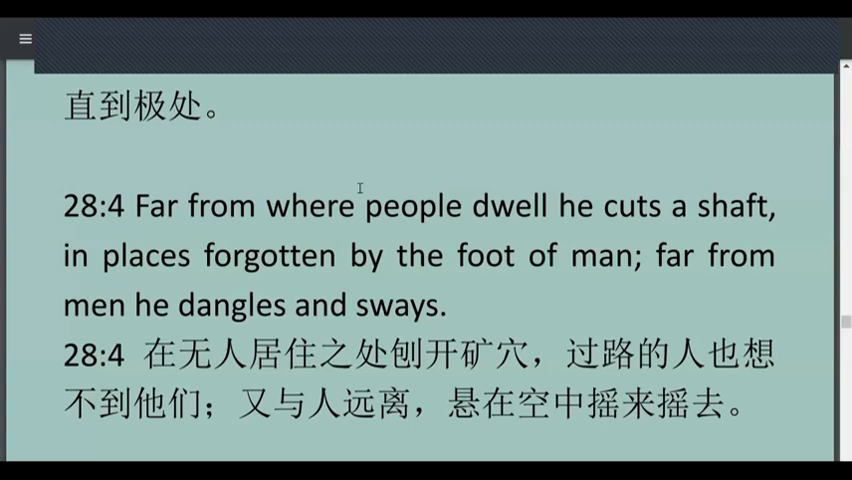 直到极处。
28:4 Far from where people dwell he cuts a shaft,
in places forgotten by the foot of man; far from
men he dangles and sways.
28:4 在无人居住之处刨开矿穴，过路的人也想
不到他们；又与人远离，悬在空中摇来摇去。